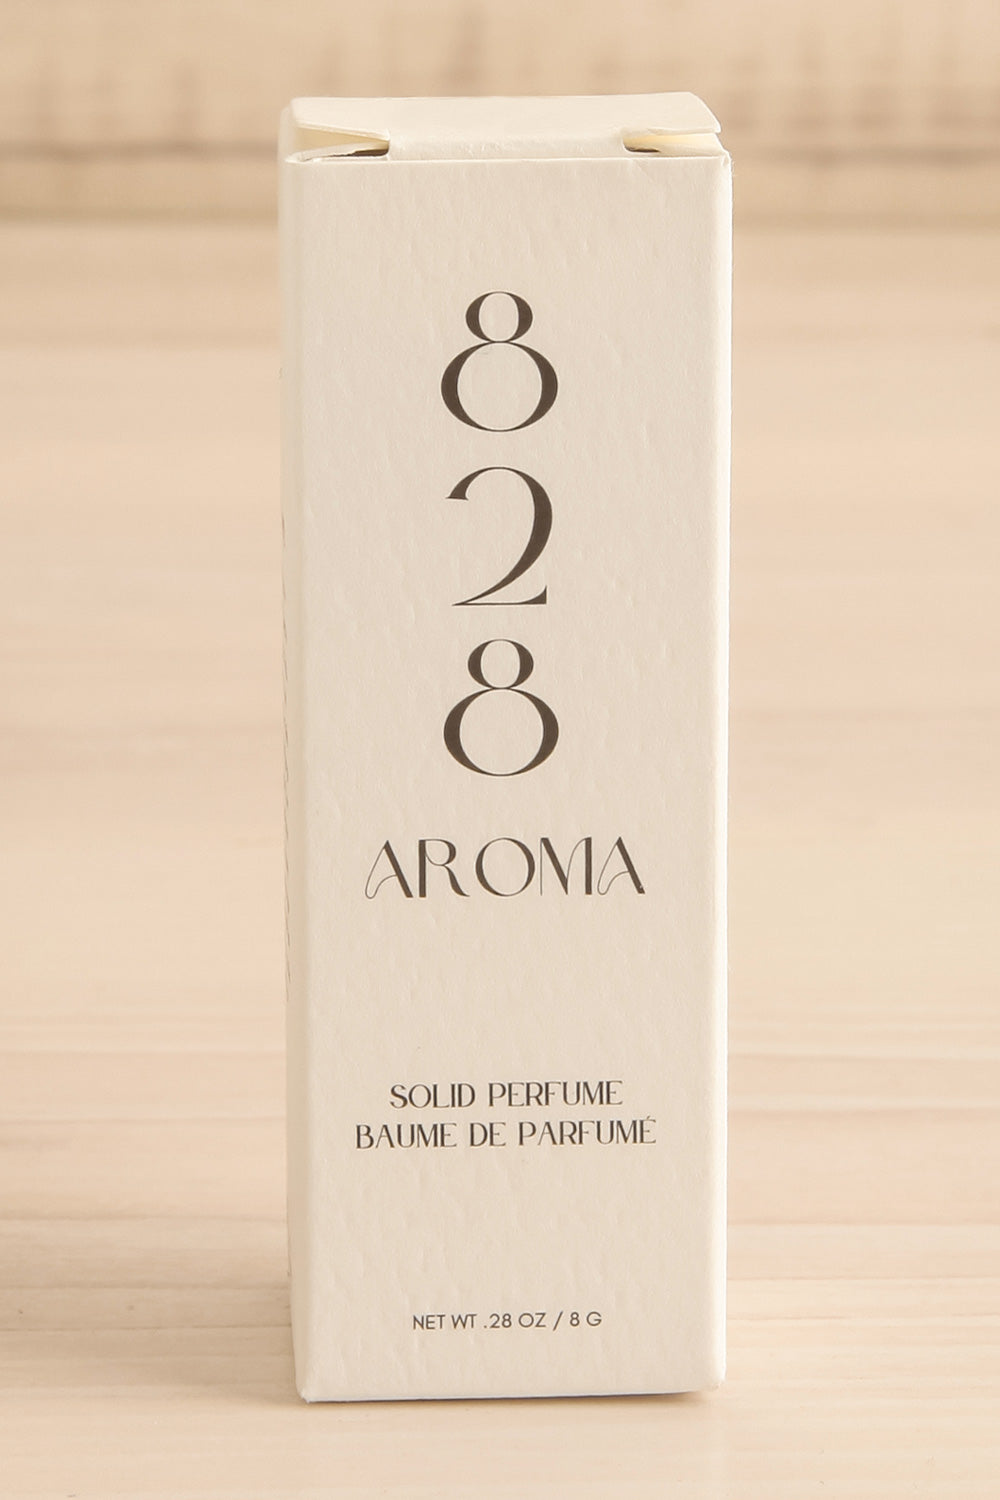 8
2
8
AROMA
SOLID PERFUME
BAUME DE PARFUMÉ
NET WT .28 OZ / 8 G